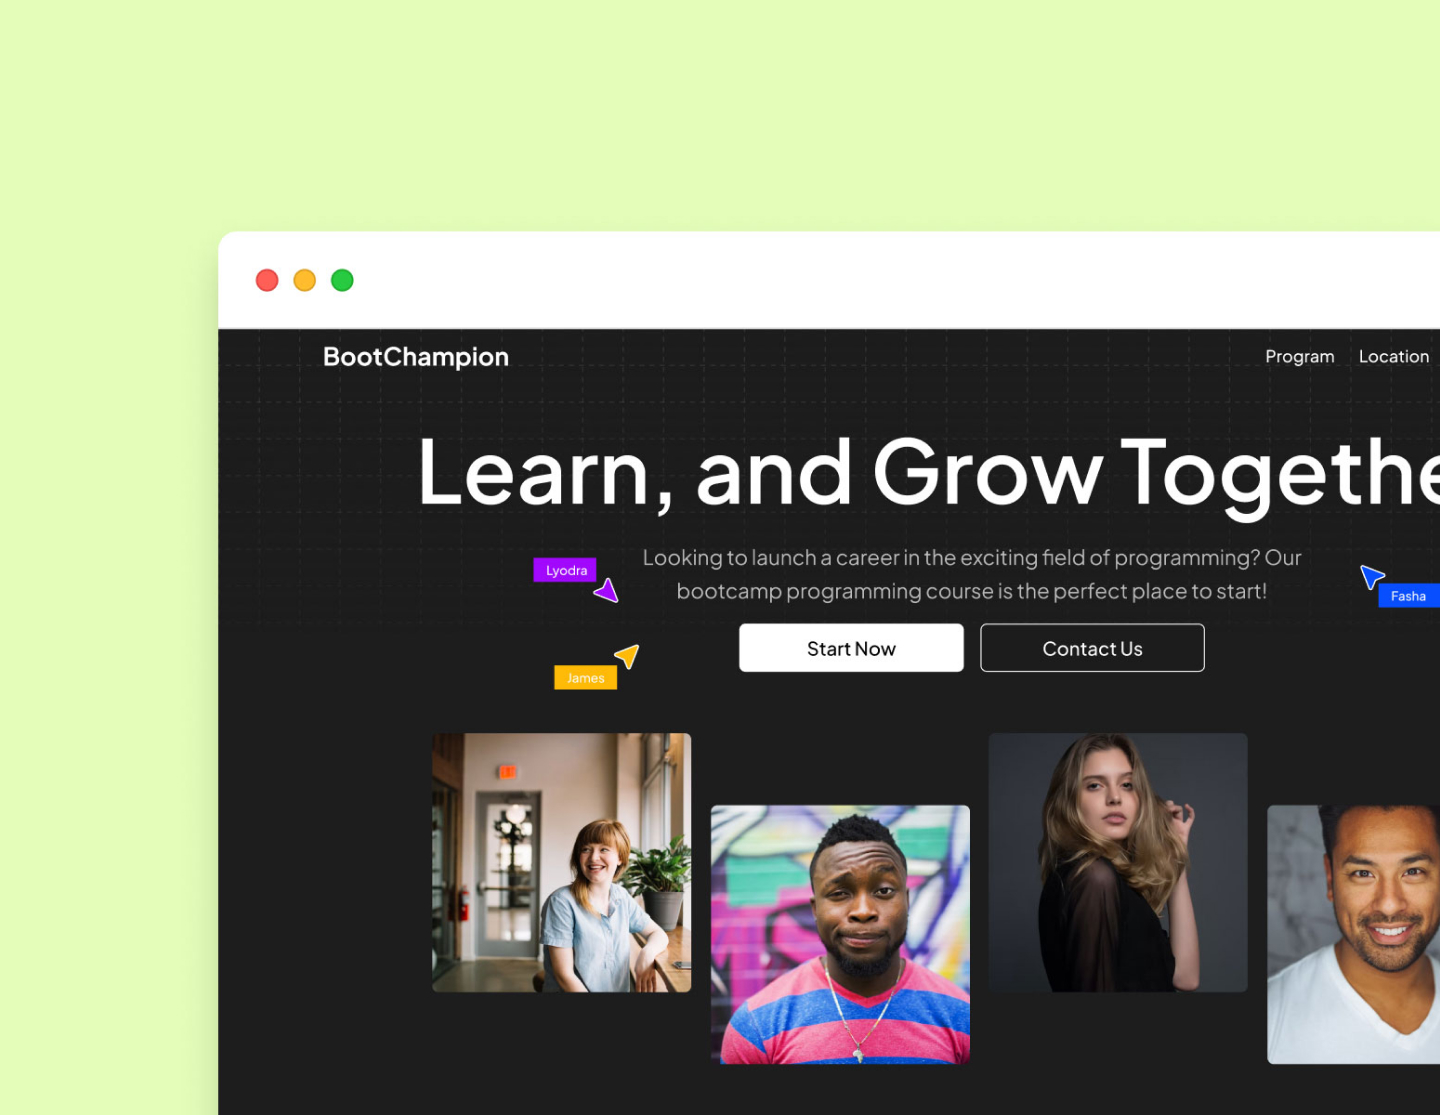 BootChampion
Program Location
Learn, and Grow Togethe
Looking to launch a career in the exciting field of programming? Our
bootcamp programming course is the perfect place to start!
Lyodra
Fasha
Start Now
Contact Us
James